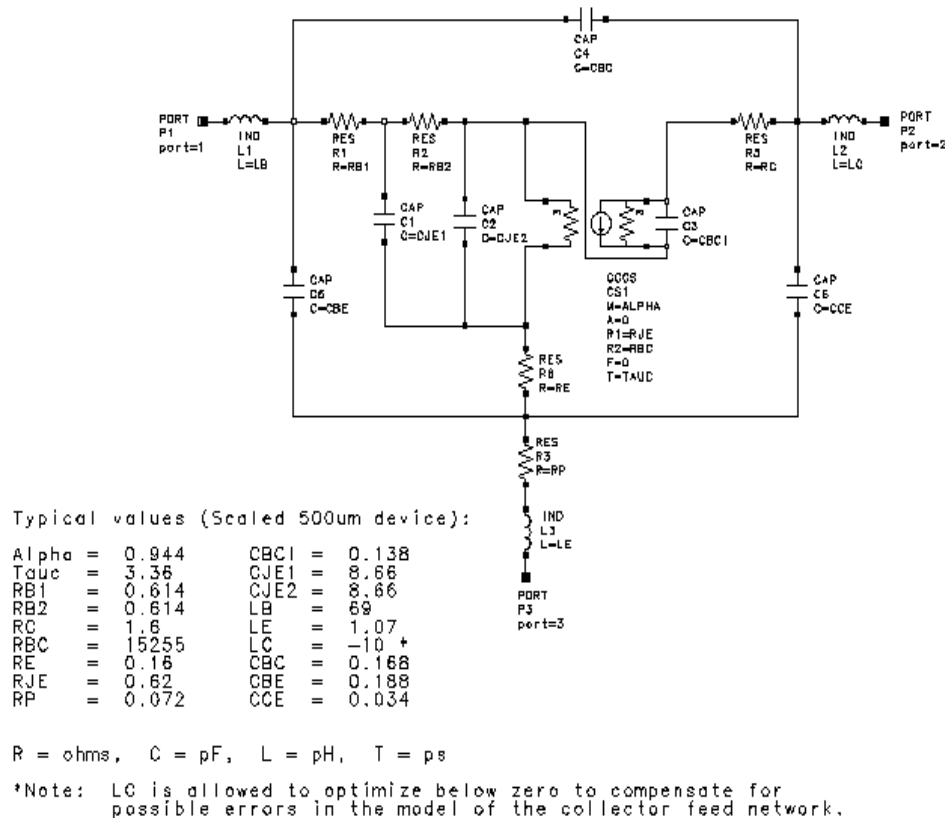 CAP
C4
C=CBC
PORT
P1
port=1
IND
L1
L=LB
RES
R1
R=RB1
RES
R2
R=RB2
RES
R3
R=RC
IND
L2
L=LC
PORT
P2
port=2
CAP
C1
C=CJE1
CAP
C2
C=CJE2
CAP
C3
C=CBCI
CAP
C5
C=CBE
CCCS
CS1
M=ALPHA
A=0
R1=RJE
R2=RBC
F=0
T=TAUC
CAP
C6
C=CCE
RES
R8
R=RE
RES
R3
R=RP
IND
L3
L=LE
PORT
P3
port=3
Typical values (Scaled 500um device):
Alpha = 0.944 CBCI = 0.138
Tauc = 3.36 CJE1 = 8.66
RB1 = 0.614 CJE2 = 8.66
RB2 = 0.614 LB = 69
RC = 1.6 LE = 1.07
RBC = 15255 LC = -10 *
RE = 0.16 CBC = 0.168
RJE = 0.62 CBE = 0.188
RP = 0.072 CCE = 0.034
R = ohms, C = pF, L = pH, T = ps
*Note: LC is allowed to optimize below zero to compensate for
possible errors in the model of the collector feed network.